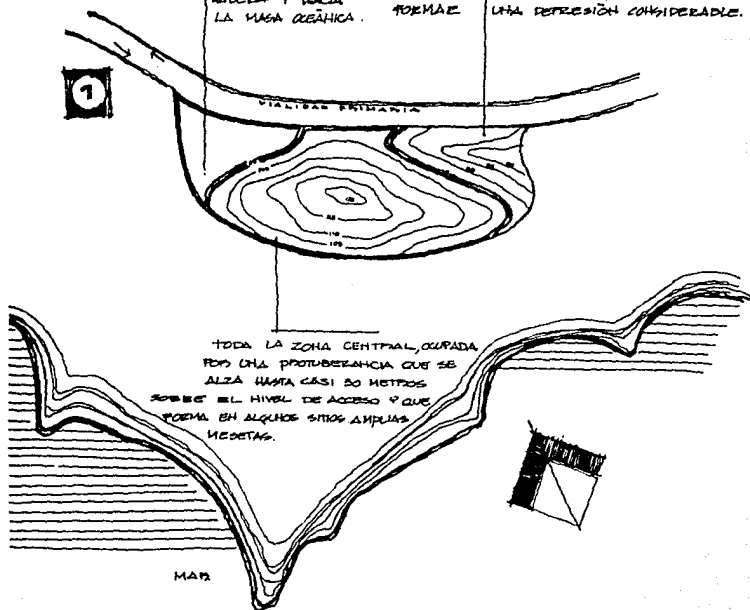 LA MASA OCEÁNICA.
FORMAR
UNA DEPRESIÓN CONSIDERABLE.
1
VIALIDAD PRIMARIA
TODA LA ZONA CENTRAL, OCUPADA
POR UNA PROTUBERANCIA QUE SE
ALZA HASTA CASI 30 METROS
SOBRE EL NIVEL DE ACCESO Y QUE
FORMA EN ALGUNOS SITIOS AMPLIAS
MESETAS.
MAR